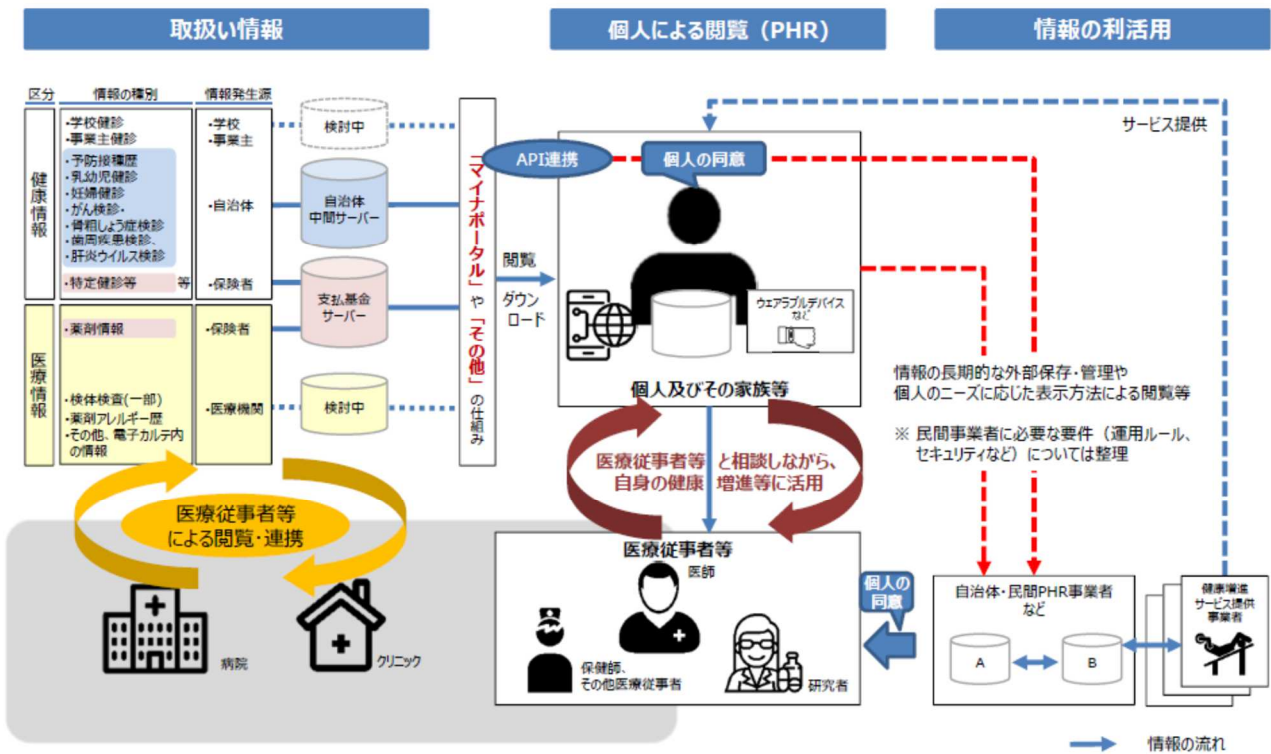 取扱い情報
個人による閲覧（PHR）
情報の利活用
区分
情報の種別
情報発生源
健康情報
・学校健診
・事業主健診
・予防接種歴
・乳幼児健診
・妊婦健診
・がん検診・
・骨粗しょう症検診
・歯周疾患検診、
・肝炎ウイルス検診
・特定健診等
等
・学校
・事業主
・自治体
・保険者
検討中
自治体
中間サーバー
支払基金
サーバー
医療情報
・薬剤情報
・検体検査(一部)
・薬剤アレルギー歴
・その他、電子カルテ内
の情報
・保険者
・医療機関
検討中
「マイナポータル」や「その他」の仕組み
閲覧
ダウン
ロード
API連携
個人の同意
ウェアラブルデバイス
など
個人及びその家族等
サービス提供
情報の長期的な外部保存・管理や
個人のニーズに応じた表示方法による閲覧等
※ 民間事業者に必要な要件（運用ルール、
セキュリティなど）については整理
医療従事者等と相談しながら、
自身の健康増進等に活用
医療従事者等
による閲覧・連携
病院
クリニック
医療従事者等
医師
保健師、
その他医療従事者
研究者
個人の
同意
自治体・民間PHR事業者
など
A
B
健康増進
サービス提供
事業者
情報の流れ